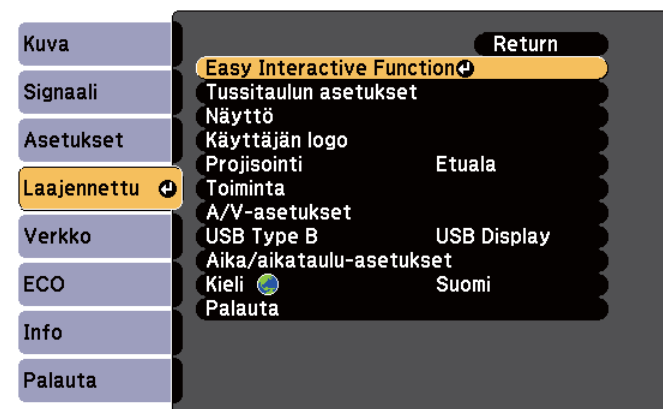 Kuva
Signaali
Asetukset
Laajennettu
Verkko
ECO
Info
Palauta
Return
Easy Interactive Function
Tussitaulun asetukset
Näyttö
Käyttäjän logo
Projisointi Etuala
Toiminta
A/V-asetukset
USB Type B USB Display
Aika/aikataulu-asetukset
Kieli Suomi
Palauta